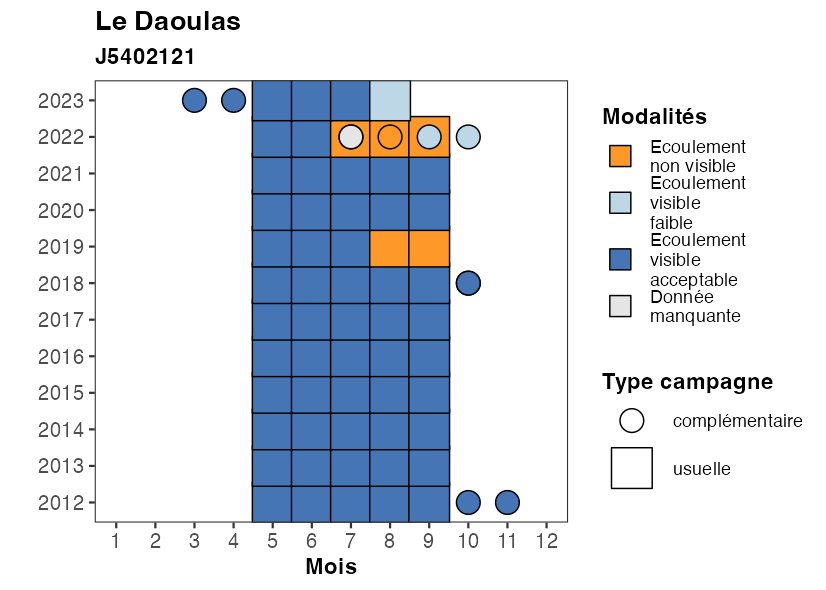 Le Daoulas
J5402121
2023
2022
2021
2020
2019
2018
2017
2016
2015
2014
2013
2012
1 2 3 4 5 6 7 8 9 10 11 12
Mois
Modalités
Ecoulement
non visible
Ecoulement
visible
faible
Ecoulement
visible
acceptable
Donnée
manquante
Type campagne
complémentaire
usuelle